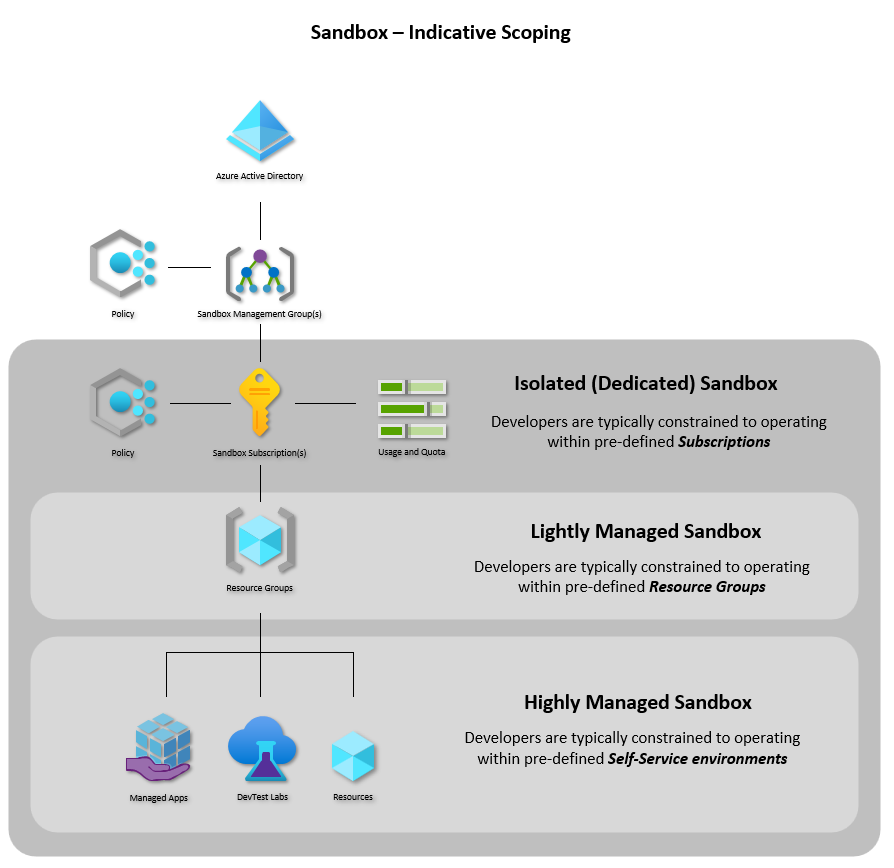 Sandbox – Indicative Scoping
Azure Active Directory
Policy
Sandbox Management Group(s)
Isolated (Dedicated) Sandbox
Developers are typically constrained to operating
within pre-defined Subscriptions
Policy
Sandbox Subscription(s)
Usage and Quota
Lightly Managed Sandbox
Developers are typically constrained to operating
within pre-defined Resource Groups
Resource Groups
Highly Managed Sandbox
Developers are typically constrained to operating
within pre-defined Self-Service environments
Managed Apps
DevTest Labs
Resources